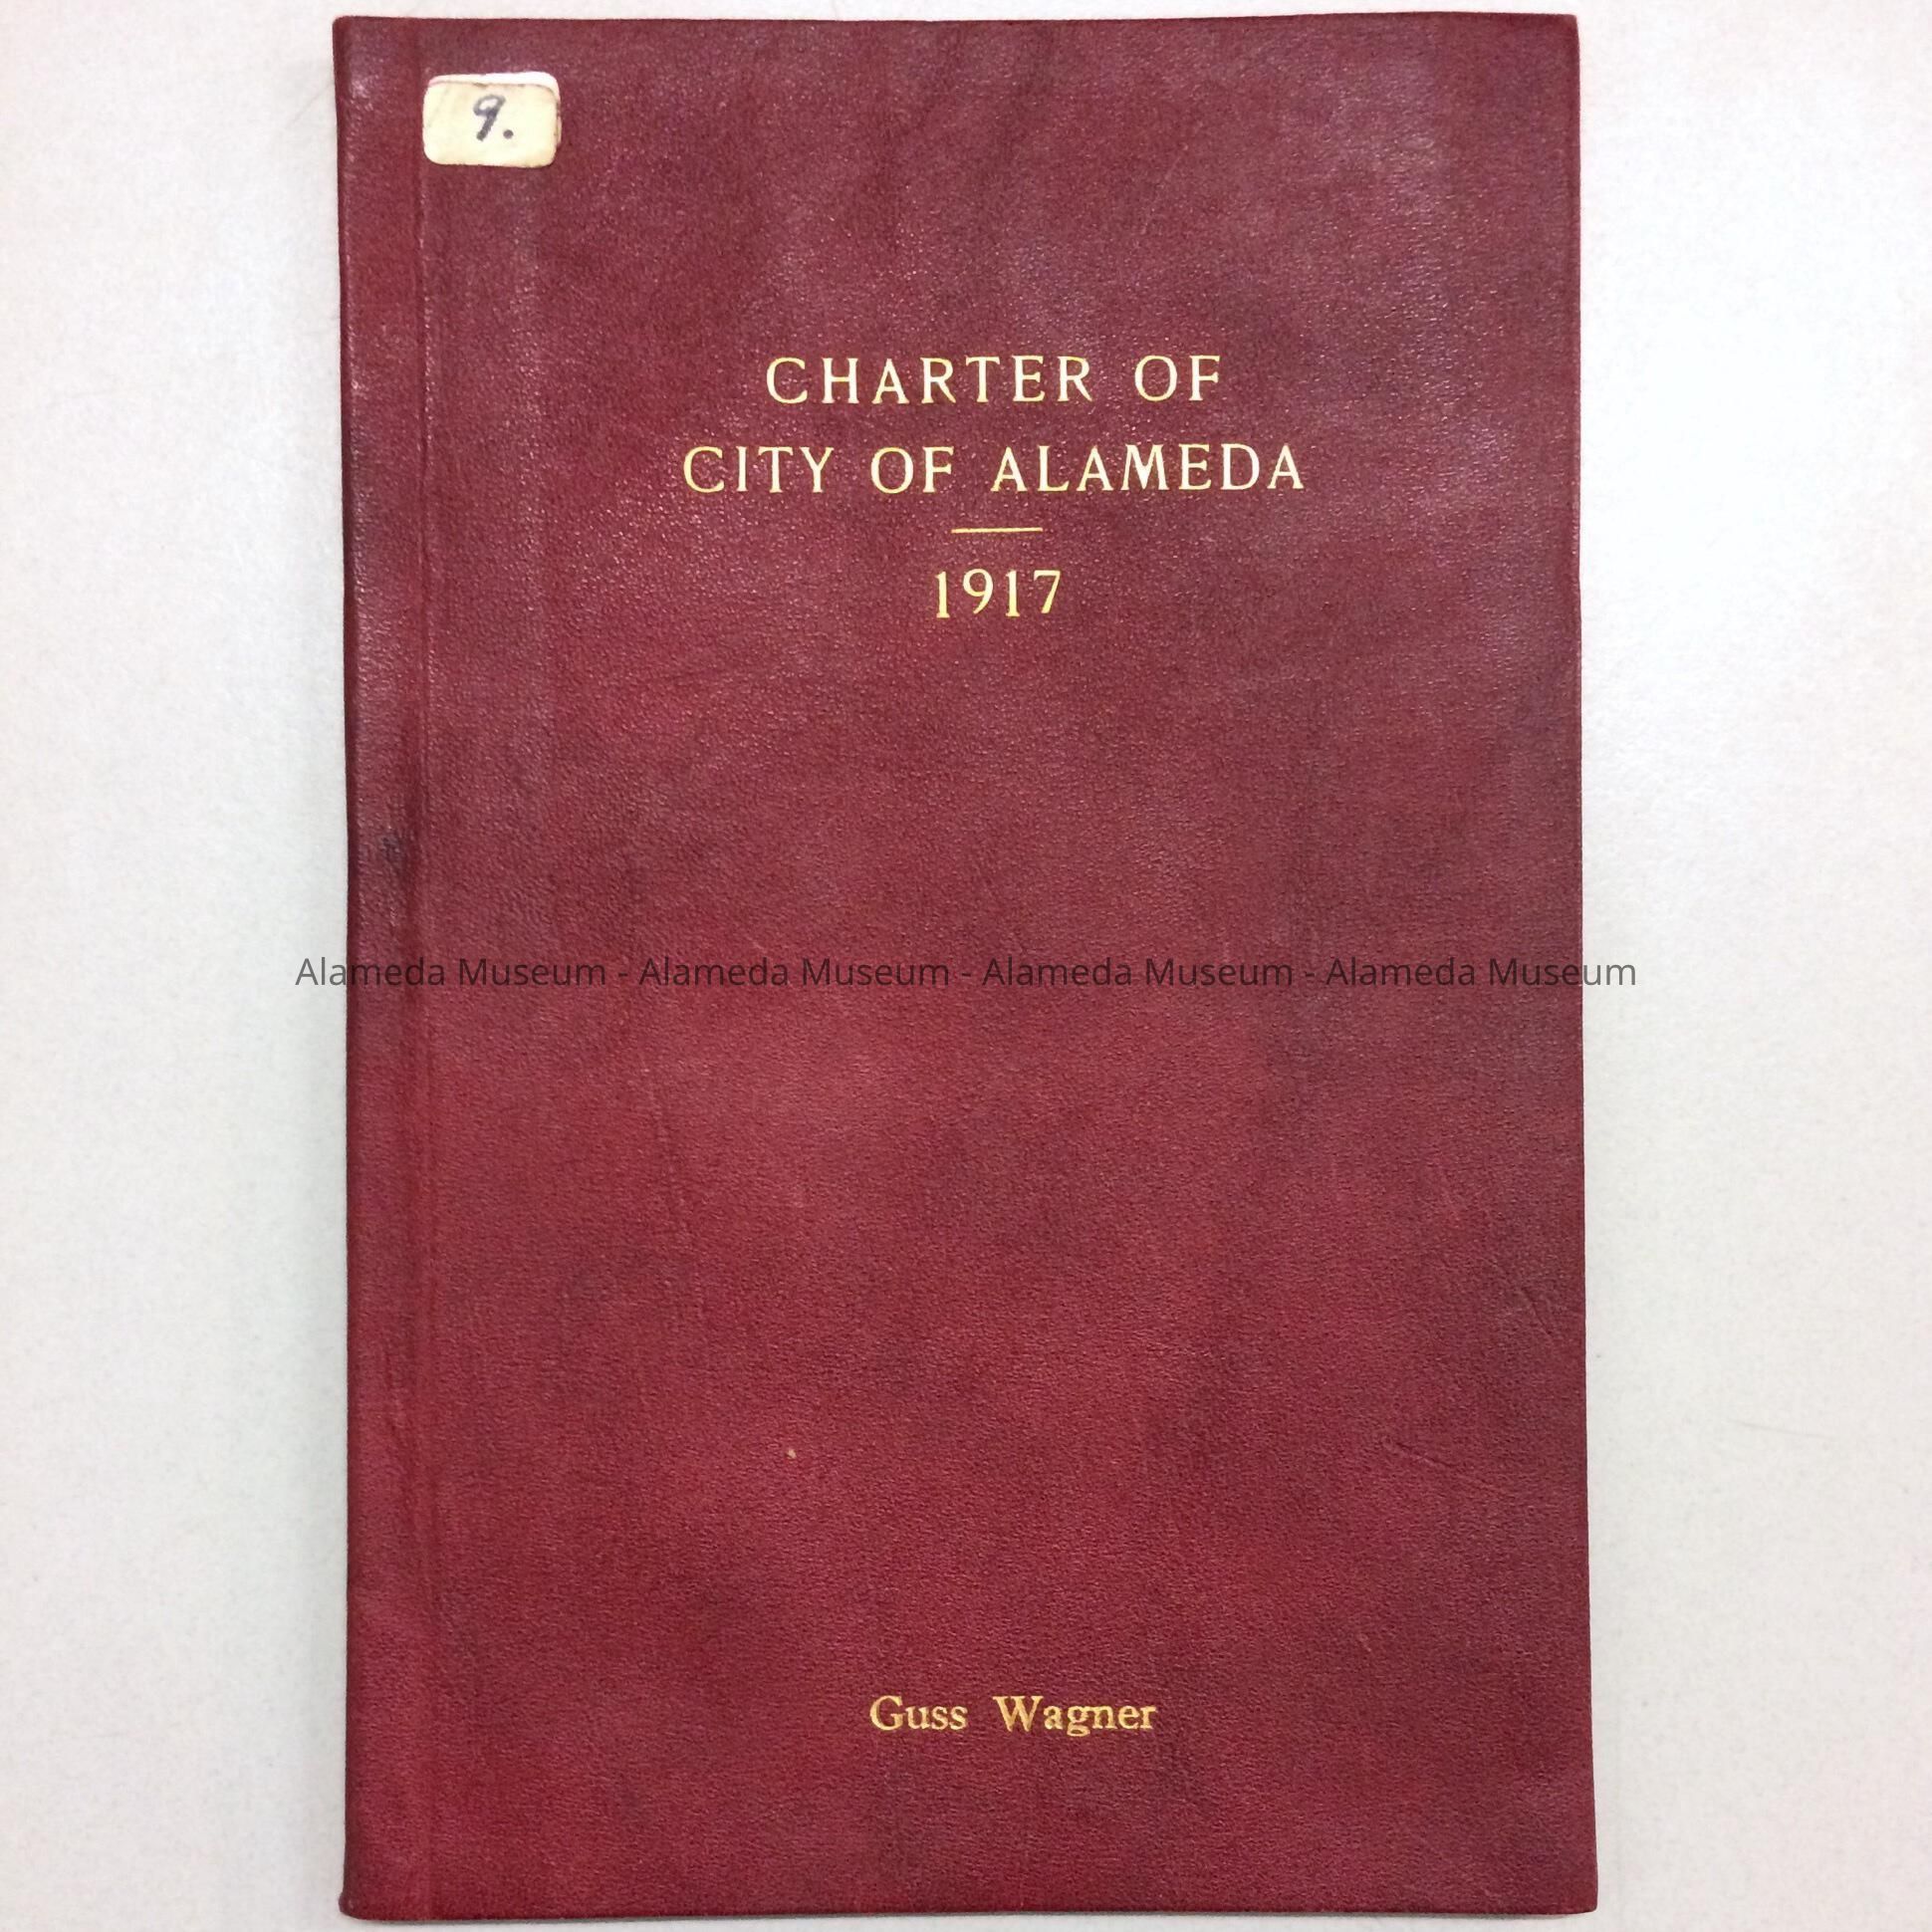 9.
CHARTER OF
CITY OF ALAMEDA
1917
Alameda Museum - Alameda Museum - Alameda Museum - Alameda Museum
Guss Wagner